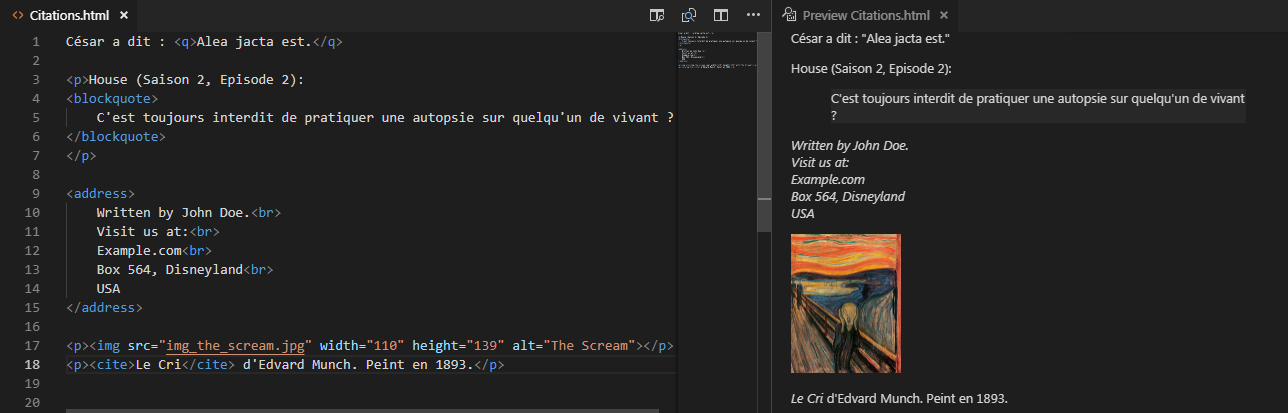 Citations.html
Preview Citations.html
1 César a dit : <q>Alea jacta est.</q>
2
3 <p>House (Saison 2, Episode 2):
4 <blockquote>
5 C'est toujours interdit de pratiquer une autopsie sur quelqu'un de vivant ?
6 </blockquote>
7 </p>
8
9 <address>
10 Written by John Doe.<br>
11 Visit us at:<br>
12 Example.com<br>
13 Box 564, Disneyland<br>
14 USA
15 </address>
16
17 <p><img src="img_the_scream.jpg" width="110" height="139" alt="The Scream"></p>
18 <p><cite>Le Cri</cite> d'Edvard Munch. Peint en 1893.</p>
19
20
César a dit : "Alea jacta est."
House (Saison 2, Episode 2):
C'est toujours interdit de pratiquer une autopsie sur quelqu'un de vivant
?
Written by John Doe.
Visit us at:
Example.com
Box 564, Disneyland
USA
Le Cri d'Edvard Munch. Peint en 1893.